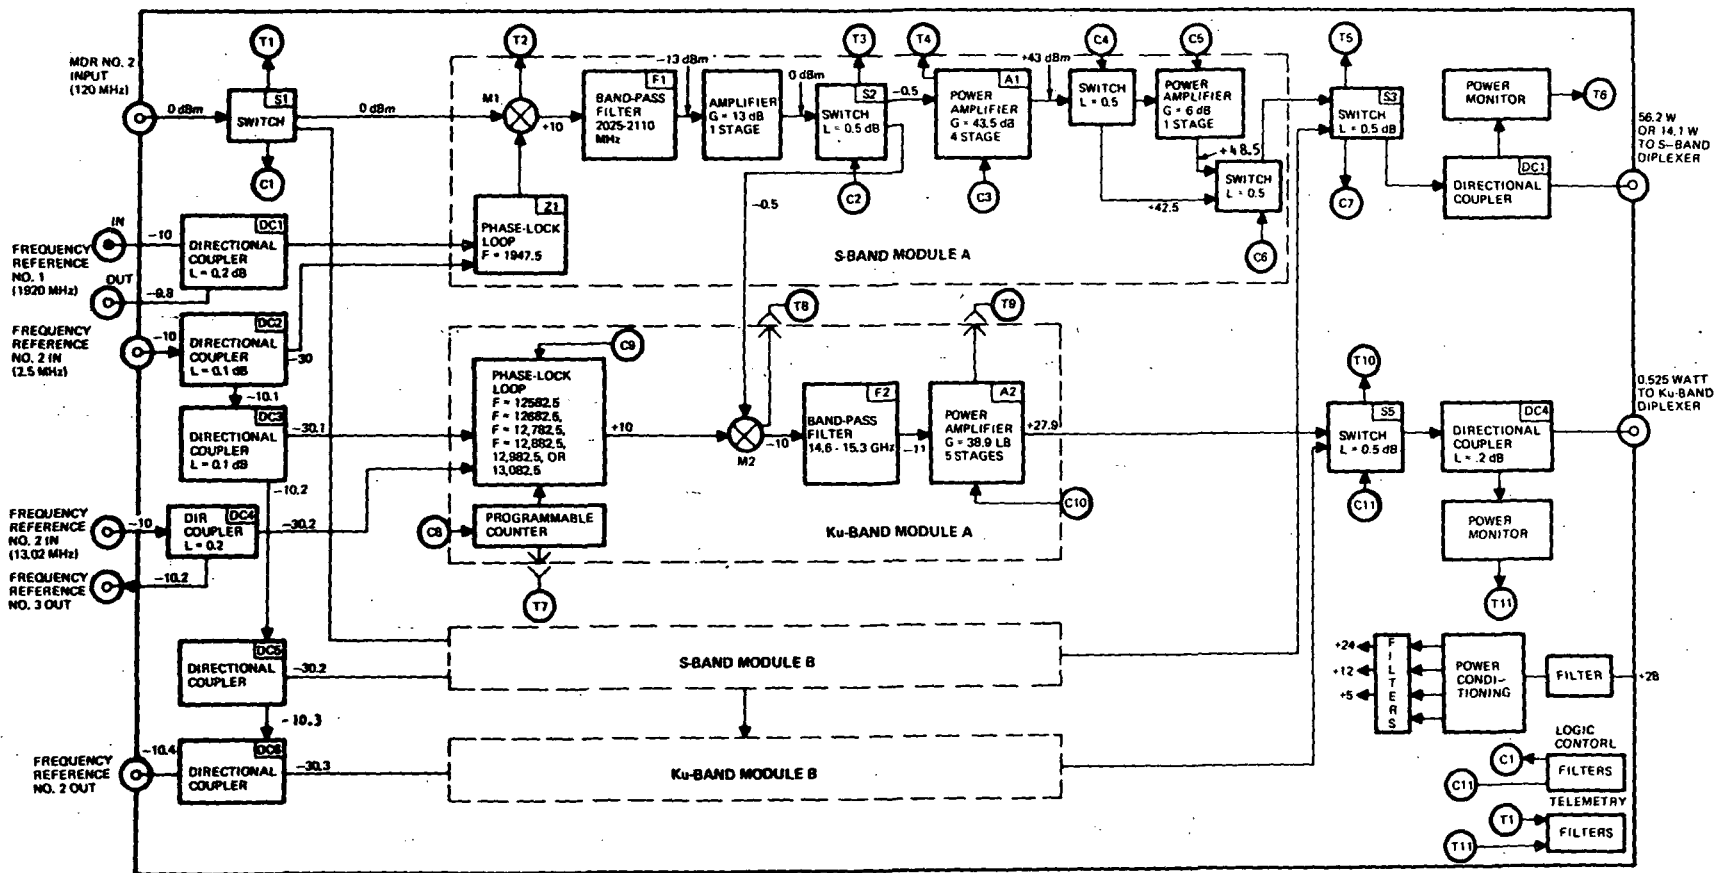 MDR NO. 2
INPUT
(120 MHz)
0 dBm
T1
S1
SWITCH
C1
0 dBm
T2
M1
+10
F1
BAND-PASS
FILTER
2025-2110
MHz
-13 dBm
AMPLIFIER
G = 13 dB
1 STAGE
0 dBm
T3
S2
SWITCH
L = 0.5 dB
C2
-0.5
-0.5
T4
A1
POWER
AMPLIFIER
G = 43.5 dB
4 STAGE
C3
+43 dBm
C4
SWITCH
L = 0.5
C5
POWER
AMPLIFIER
G = 6 dB
1 STAGE
+48.5
+42.5
SWITCH
L = 0.5
C6
T5
S3
SWITCH
L = 0.5 dB
C7
POWER
MONITOR
T6
DC1
DIRECTIONAL
COUPLER
56.2 W
OR 14.1 W
TO S-BAND
DIPLEXER
Z1
PHASE-LOCK
LOOP
F = 1947.5
S-BAND MODULE A
IN
FREQUENCY
REFERENCE
NO. 1
(1920 MHz)
OUT
-10
-9.8
DC1
DIRECTIONAL
COUPLER
L = 0.2 dB
FREQUENCY
REFERENCE
NO. 2 IN
(2.5 MHz)
-10
DC2
DIRECTIONAL
COUPLER
L = 0.1 dB
-30
-10.1
DC3
DIRECTIONAL
COUPLER
L = 0.1 dB
-30.1
-10.2
C9
PHASE-LOCK
LOOP
F = 12582.5
F = 12682.5,
F = 12,782.5,
F = 12,882.5,
12,982.5, OR
13,082.5
+10
T8
M2
-10
F2
BAND-PASS
FILTER
14.6 - 15.3 GHz
-11
T9
A2
POWER
AMPLIFIER
G = 38.9 LB
5 STAGES
+27.9
C10
T10
S5
SWITCH
L = 0.5 dB
C11
DC4
DIRECTIONAL
COUPLER
L = .2 dB
0.525 WATT
TO Ku-BAND
DIPLEXER
POWER
MONITOR
T11
FREQUENCY
REFERENCE
NO. 2 IN
(13.02 MHz)
-10
DC4
DIR
COUPLER
L = 0.2
-30.2
-10.2
FREQUENCY
REFERENCE
NO. 3 OUT
C8
PROGRAMMABLE
COUNTER
T7
Ku-BAND MODULE A
DC5
DIRECTIONAL
COUPLER
-30.2
-10.3
S-BAND MODULE B
DC6
DIRECTIONAL
COUPLER
-10.4
-30.3
FREQUENCY
REFERENCE
NO. 2 OUT
Ku-BAND MODULE B
+24
+12
+5
FILTERS
POWER
CONDI-
TIONING
FILTER
+28
LOGIC
CONTORL
C1
C11
FILTERS
TELEMETRY
T1
T11
FILTERS